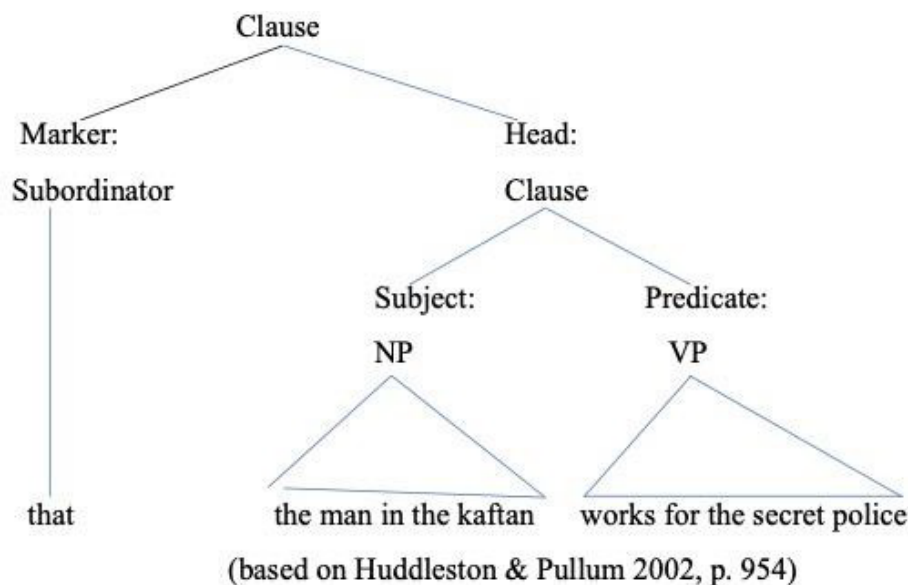 Clause
Marker: Head:
Subordinator Clause
Subject: Predicate:
NP VP
that the man in the kaftan works for the secret police
(based on Huddleston & Pullum 2002, p. 954)